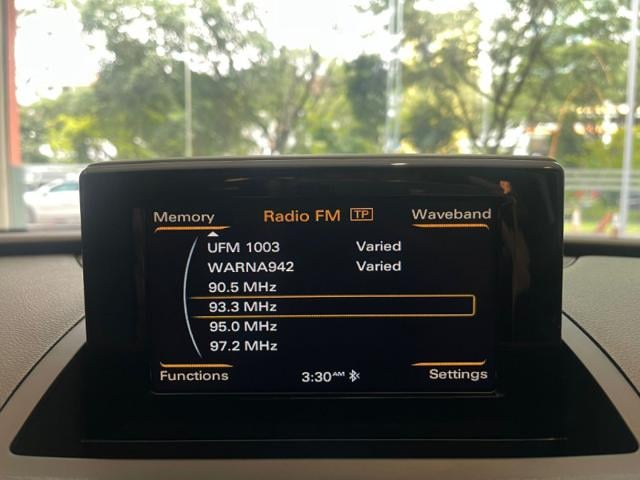 Memory Radio FM TP Waveband
UFM 1003 Varied
WARNA942 Varied
90.5 MHz
93.3 MHz
95.0 MHz
97.2 MHz
Functions 3:30AM Settings